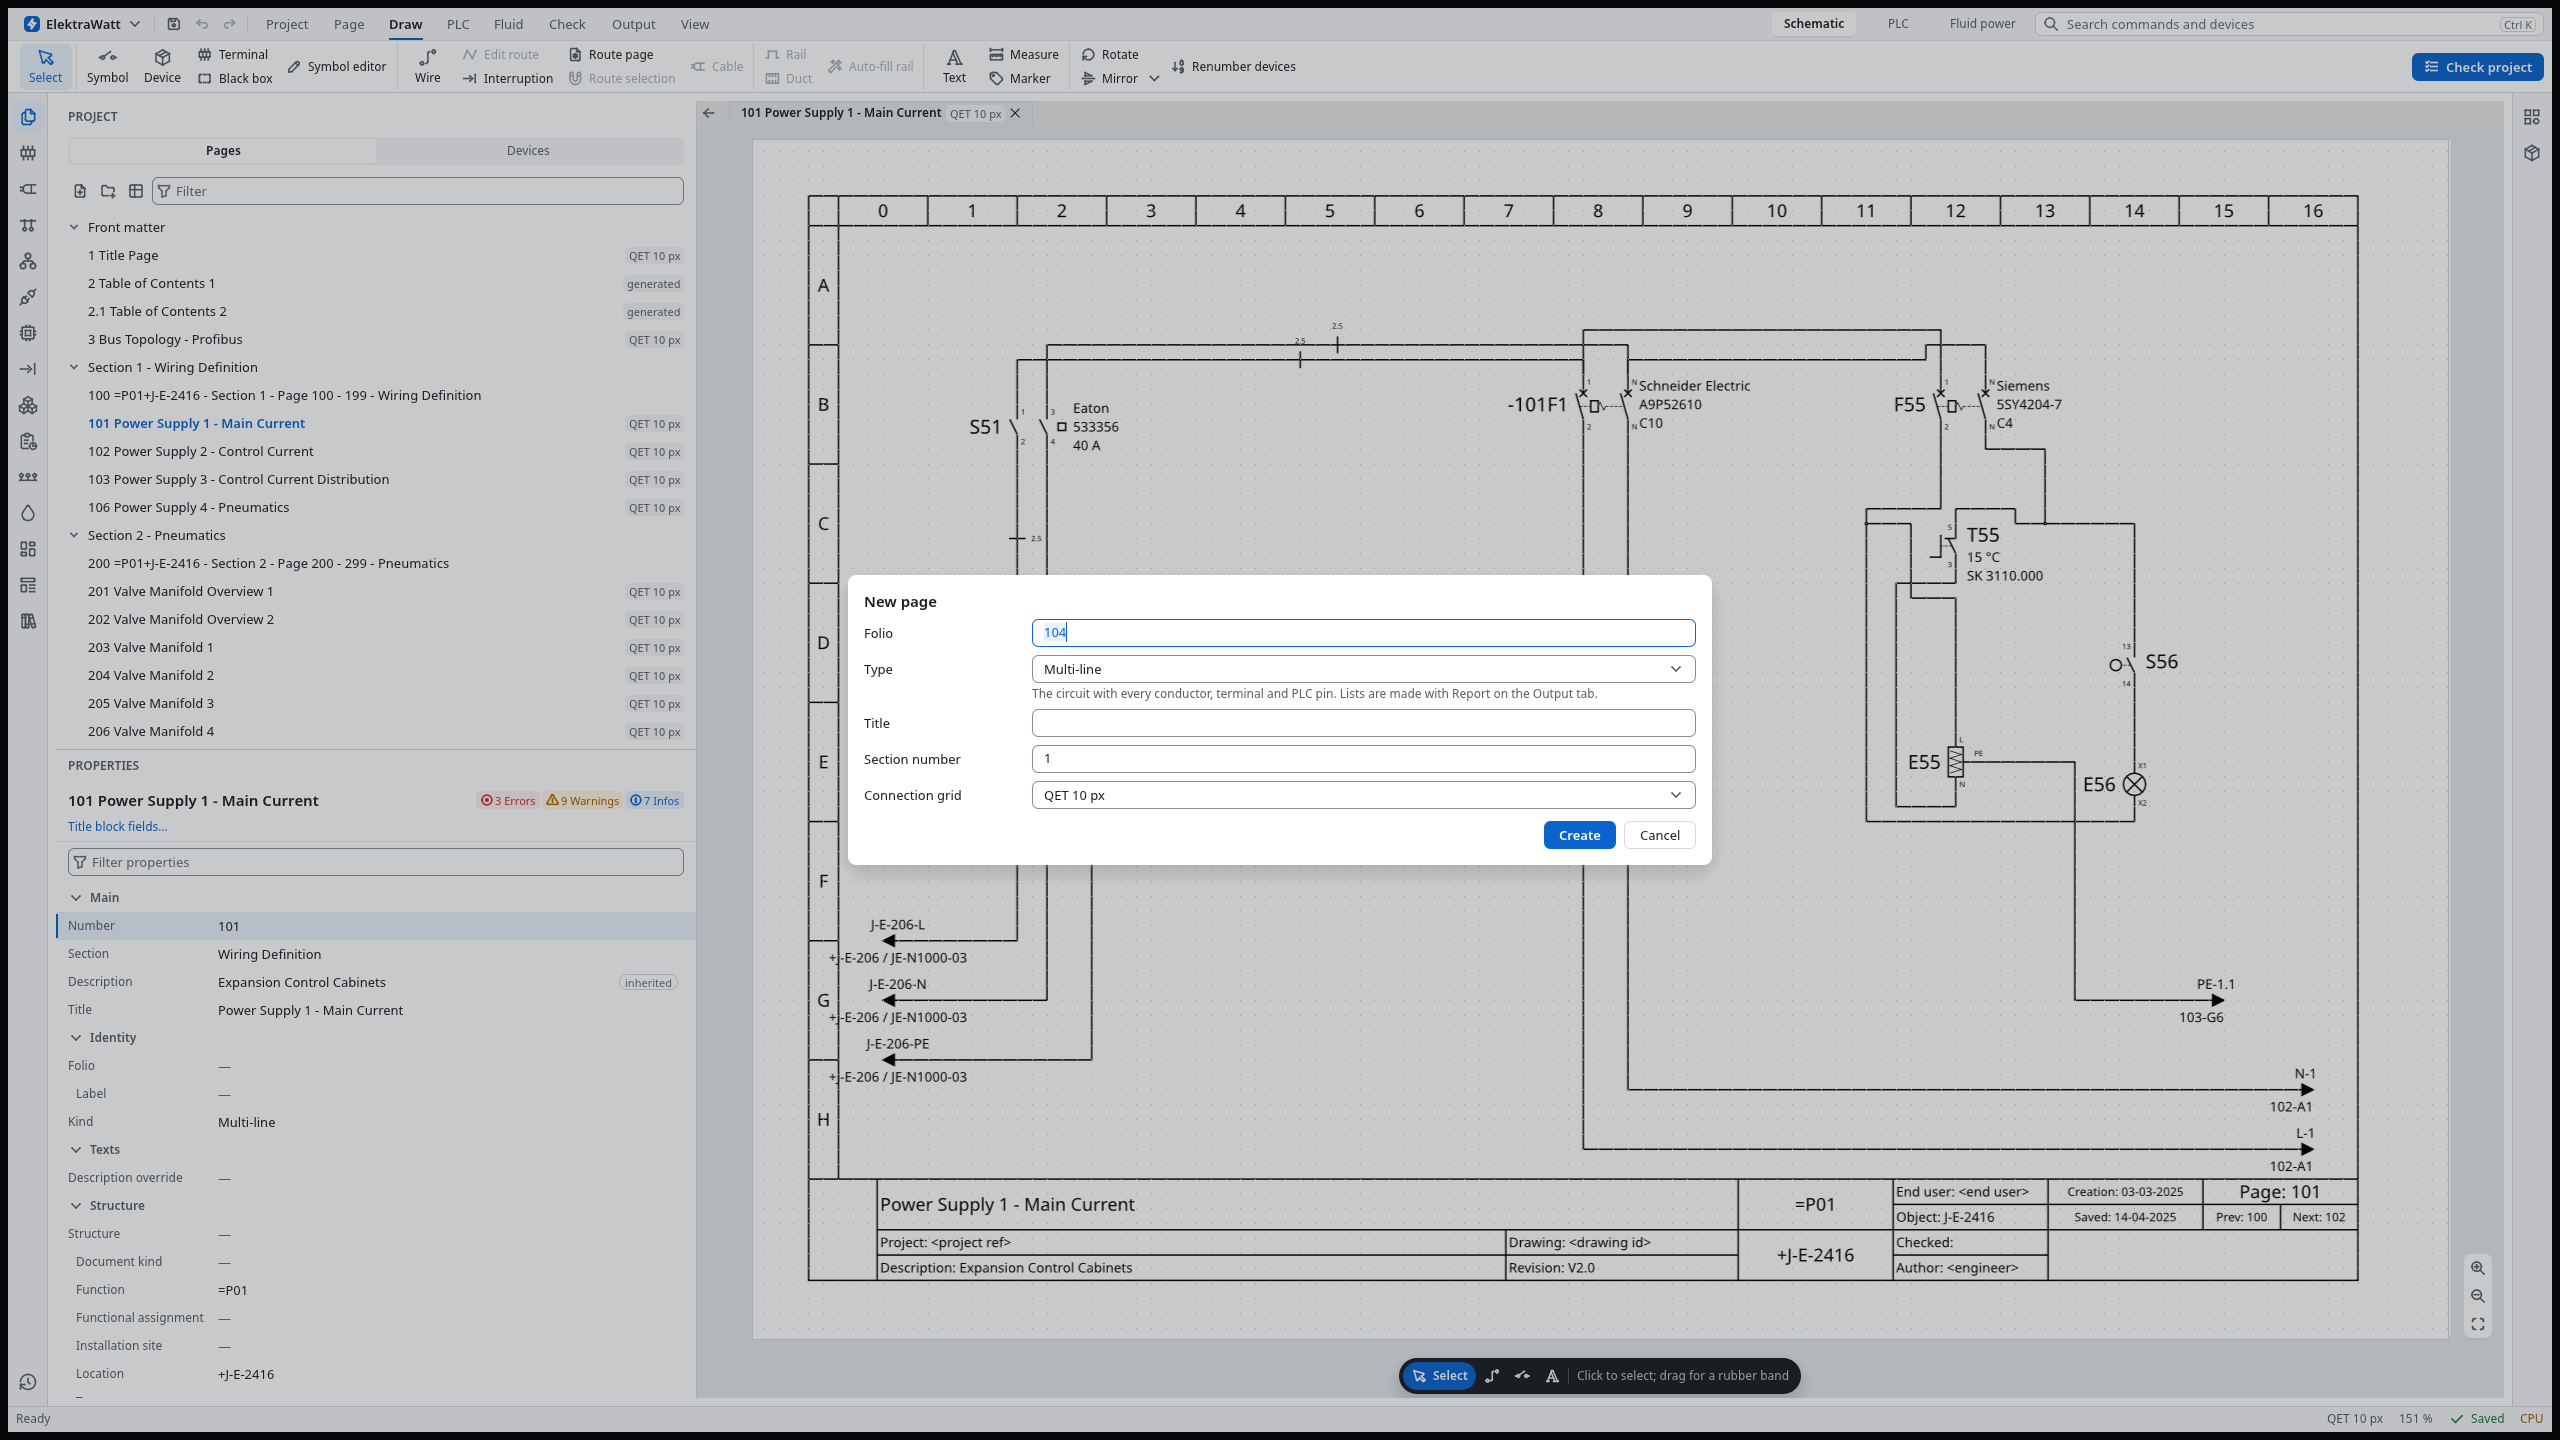 ElektraWatt
Project Page Draw PLC Fluid Check Output View
Schematic PLC Fluid power
Search commands and devices Ctrl K
Select Symbol Device Terminal Black box Symbol editor
Wire Edit route Interruption Route page Route selection Cable
Rail Duct Auto-fill rail Text Measure Marker Rotate Mirror Renumber devices
Check project
PROJECT
Pages Devices
Filter
Front matter
1 Title Page QET 10 px
2 Table of Contents 1 generated
2.1 Table of Contents 2 generated
3 Bus Topology - Profibus QET 10 px
Section 1 - Wiring Definition
100 =P01+J-E-2416 - Section 1 - Page 100 - 199 - Wiring Definition
101 Power Supply 1 - Main Current QET 10 px
102 Power Supply 2 - Control Current QET 10 px
103 Power Supply 3 - Control Current Distribution QET 10 px
106 Power Supply 4 - Pneumatics QET 10 px
Section 2 - Pneumatics
200 =P01+J-E-2416 - Section 2 - Page 200 - 299 - Pneumatics
201 Valve Manifold Overview 1 QET 10 px
202 Valve Manifold Overview 2 QET 10 px
203 Valve Manifold 1 QET 10 px
204 Valve Manifold 2 QET 10 px
205 Valve Manifold 3 QET 10 px
206 Valve Manifold 4 QET 10 px
PROPERTIES
101 Power Supply 1 - Main Current 3 Errors 9 Warnings 7 Infos
Title block fields...
Filter properties
Main
Number 101
Section Wiring Definition
Description Expansion Control Cabinets inherited
Title Power Supply 1 - Main Current
Identity
Folio —
Label —
Kind Multi-line
Texts
Description override —
Structure
Structure —
Document kind —
Function =P01
Functional assignment —
Installation site —
Location +J-E-2416
101 Power Supply 1 - Main Current QET 10 px
0 1 2 3 4 5 6 7 8 9 10 11 12 13 14 15 16
A
B
C
D
E
F
G
H
2.5
2.5
S51
1 3
2 4
Eaton
533356
40 A
2.5
-101F1
1 N
2 N
Schneider Electric
A9P52610
C10
F55
1 N
2 N
Siemens
5SY4204-7
C4
5
3
T55
15 °C
SK 3110.000
13
14
S56
E55
L
PE
N
E56
X1
X2
New page
Folio 104
Type Multi-line
The circuit with every conductor, terminal and PLC pin. Lists are made with Report on the Output tab.
Title
Section number 1
Connection grid QET 10 px
Create Cancel
J-E-206-L
+J-E-206 / JE-N1000-03
J-E-206-N
+J-E-206 / JE-N1000-03
J-E-206-PE
+J-E-206 / JE-N1000-03
PE-1.1
103-G6
N-1
102-A1
L-1
102-A1
Power Supply 1 - Main Current
Project: <project ref>
Description: Expansion Control Cabinets
Drawing: <drawing id>
Revision: V2.0
=P01
+J-E-2416
End user: <end user>
Object: J-E-2416
Checked:
Author: <engineer>
Creation: 03-03-2025
Saved: 14-04-2025
Page: 101
Prev: 100 Next: 102
Select
Click to select; drag for a rubber band
Ready
QET 10 px 151 % Saved CPU